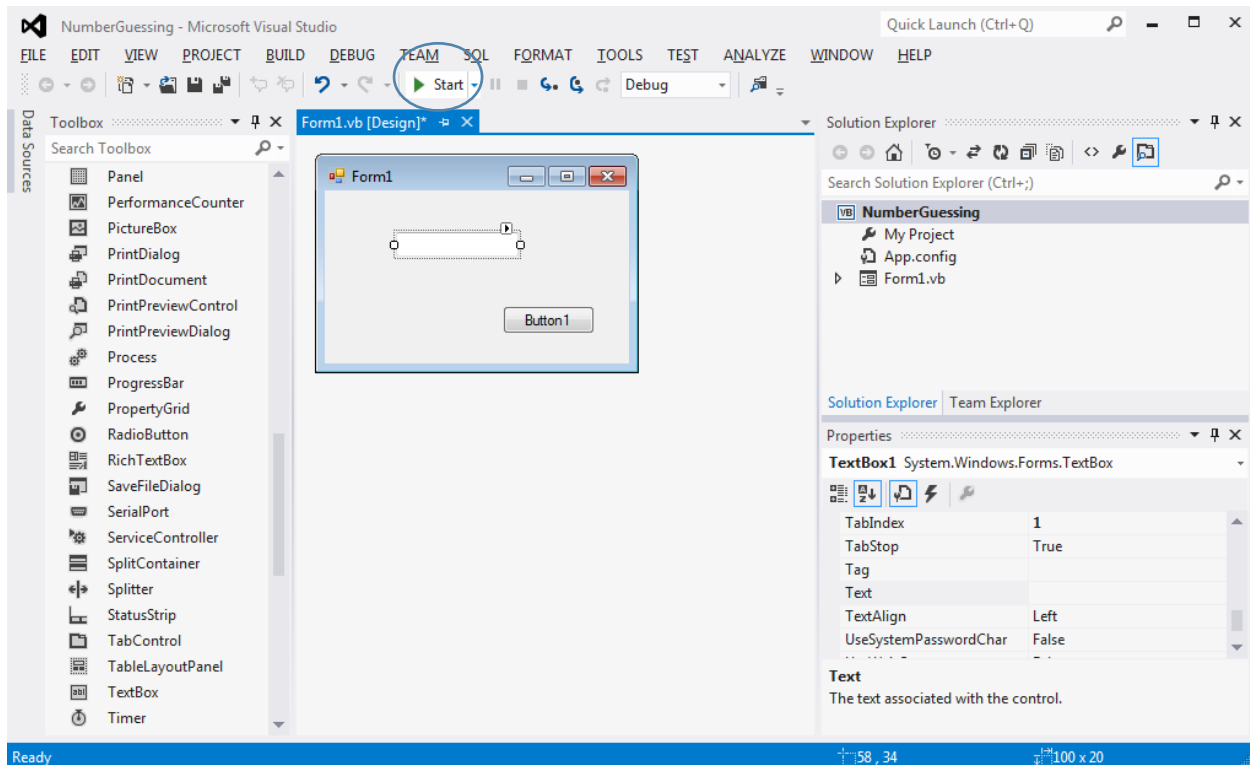 NumberGuessing - Microsoft Visual Studio
Quick Launch (Ctrl+Q)
FILE EDIT VIEW PROJECT BUILD DEBUG TEAM SQL FORMAT TOOLS TEST ANALYZE WINDOW HELP
Start Debug
Data Sources
Toolbox
Search Toolbox
Panel
PerformanceCounter
PictureBox
PrintDialog
PrintDocument
PrintPreviewControl
PrintPreviewDialog
Process
ProgressBar
PropertyGrid
RadioButton
RichTextBox
SaveFileDialog
SerialPort
ServiceController
SplitContainer
Splitter
StatusStrip
TabControl
TableLayoutPanel
TextBox
Timer
Form1.vb [Design]*
Form1
Button1
Solution Explorer
Search Solution Explorer (Ctrl+;)
VB NumberGuessing
My Project
App.config
Form1.vb
Solution Explorer Team Explorer
Properties
TextBox1 System.Windows.Forms.TextBox
TabIndex 1
TabStop True
Tag
Text
TextAlign Left
UseSystemPasswordChar False
Text
The text associated with the control.
Ready 58 , 34 100 x 20